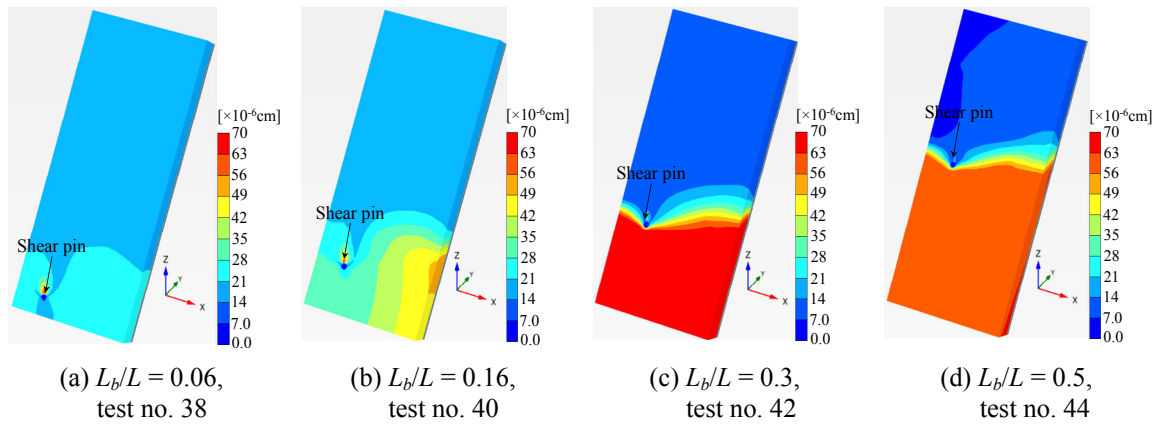 [×10⁻⁶cm]
70
63
56
49
42
35
28
21
14
7.0
0.0
Shear pin
Z
Y
X
(a) L_b/L = 0.06,
test no. 38
[×10⁻⁶cm]
70
63
56
49
42
35
28
21
14
7.0
0.0
Shear pin
Z
Y
X
(b) L_b/L = 0.16,
test no. 40
[×10⁻⁶cm]
70
63
56
49
42
35
28
21
14
7.0
0.0
Shear pin
Z
Y
X
(c) L_b/L = 0.3,
test no. 42
[×10⁻⁶cm]
70
63
56
49
42
35
28
21
14
7.0
0.0
Shear pin
Z
Y
X
(d) L_b/L = 0.5,
test no. 44